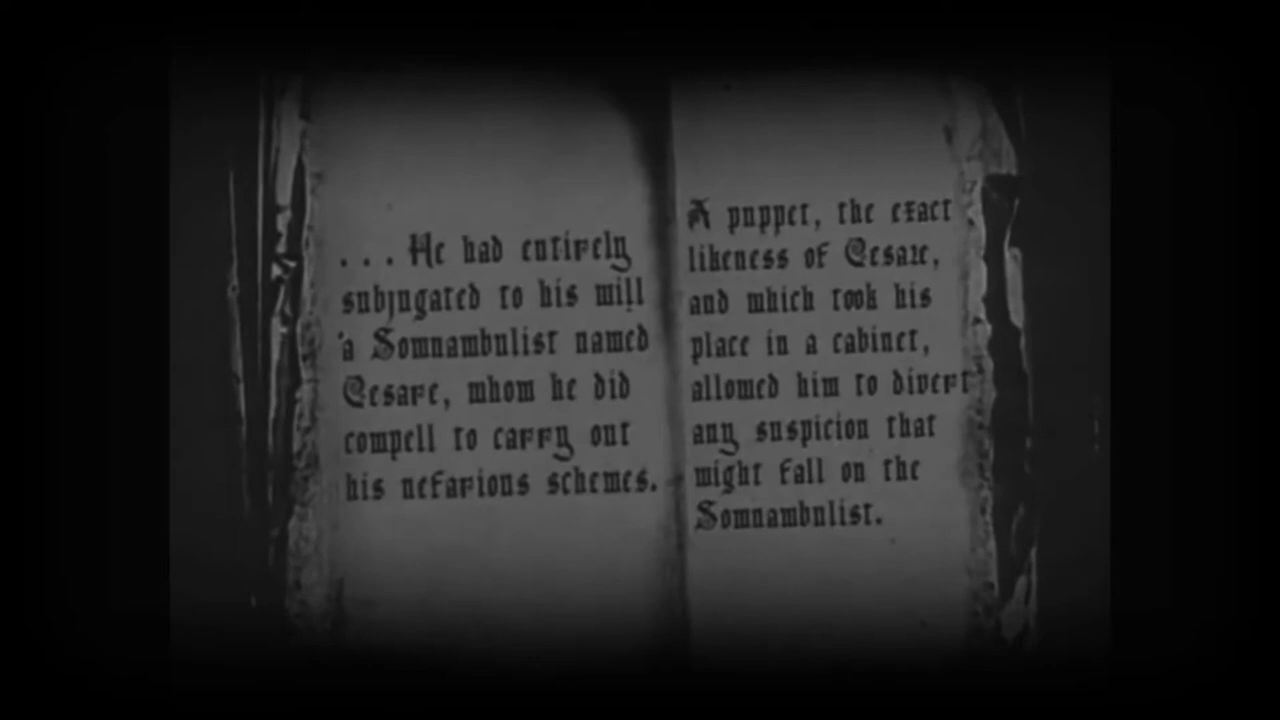 . . . He had entirely
subjugated to his will
a Somnambulist named
Cesare, whom he did
compell to carry out
his nefarious schemes.
A puppet, the exact
likeness of Cesare,
and which took his
place in a cabinet,
allowed him to divert
any suspicion that
might fall on the
Somnambulist.